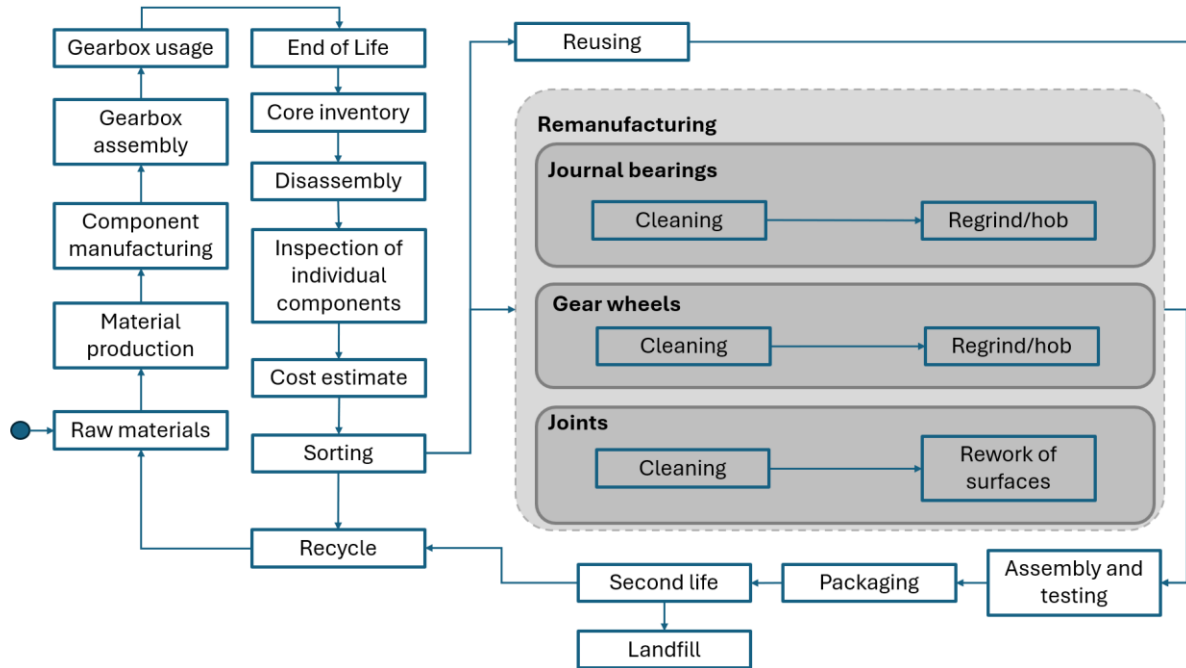 Gearbox usage
Gearbox
assembly
Component
manufacturing
Material
production
Raw materials
End of Life
Core inventory
Disassembly
Inspection of
individual
components
Cost estimate
Sorting
Recycle
Reusing
Remanufacturing
Journal bearings
Cleaning
Regrind/hob
Gear wheels
Cleaning
Regrind/hob
Joints
Cleaning
Rework of
surfaces
Assembly and
testing
Packaging
Second life
Landfill